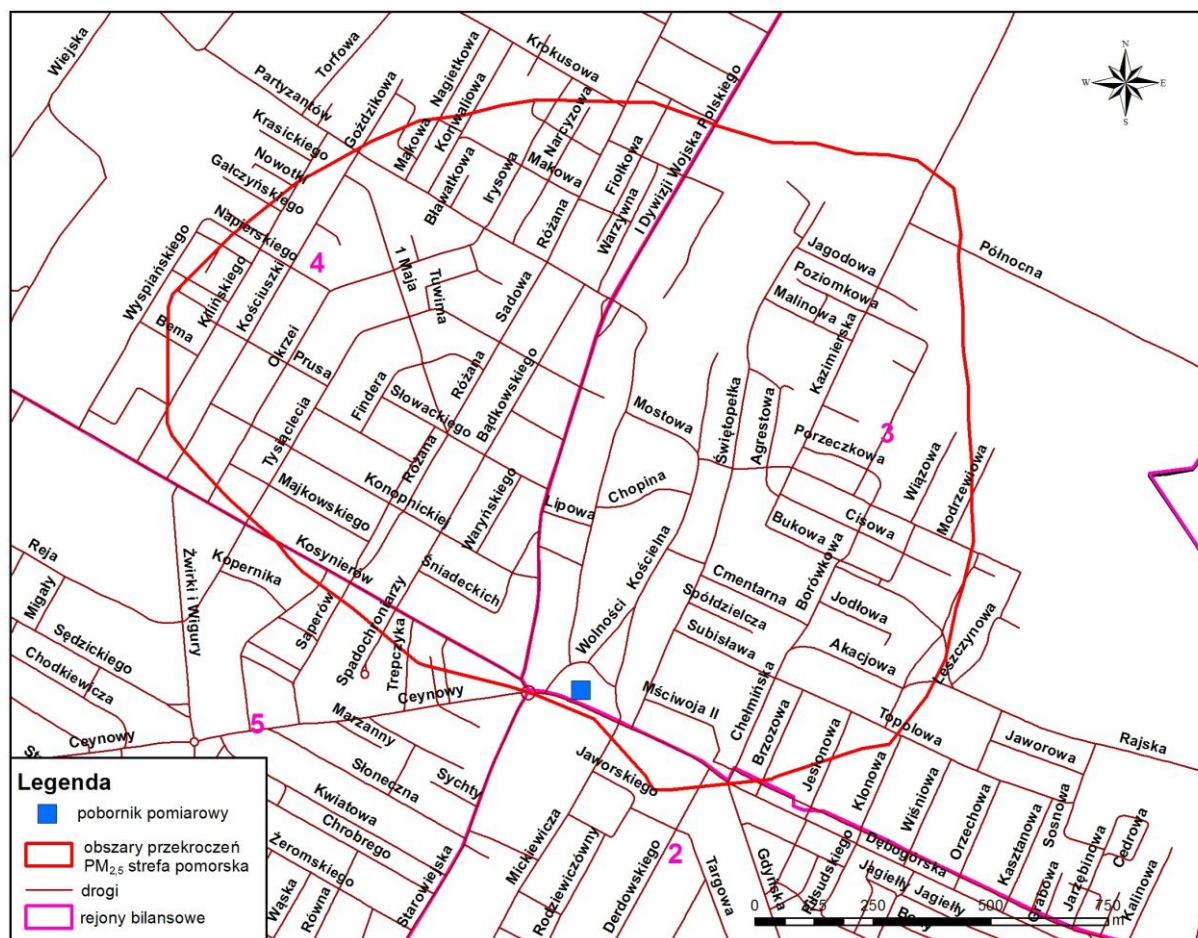 Wiejska
Torfowa
Partyzantów
Nagietkowa
Krokusowa
I Dywizji Wojska Polskiego
N
W
E
S
Goździkowa
Makowa
Konwaliowa
Narcyzowa
Krasickiego
Nowotki
Gałczyńskiego
Bławatkowa
Irysowa
Makowa
Fiołkowa
Warzywna
Różana
Napierskiego
4
1 Maja
Tuwima
Sadowa
Wyspiańskiego
Kilińskiego
Kościuszki
Bema
Okrzei
Prusa
Jagodowa
Północna
Poziomkowa
Malinowa
Kazimierska
Findera
Słowackiego
Różana
Bądkowskiego
Mostowa
Świętopełka
Agrestowa
3
Porzeczkowa
Wiązowa
Modrzewiowa
Tysiąclecia
Różana
Majkowskiego
Konopnickiej
Waryńskiego
Lipowa
Chopina
Cisowa
Bukowa
Kosynierów
Reja
Żwirki i Wigury
Kopernika
Śniadeckich
Kościelna
Wolności
Cmentarna
Borówkowa
Spółdzielcza
Jodłowa
Subisława
Akacjowa
Leszczynowa
Migały
Sędzickiego
Saperów
Spadochroniarzy
Trepczyka
Chodkiewicza
Ceynowy
Mściwoja II
Chełmińska
Brzozowa
Topolowa
Jaworowa
Rajska
Ceynowy
5
Marzanny
Słoneczna
Sychty
Jaworskiego
Jesionowa
Klonowa
Wiśniowa
Orzechowa
Kasztanowa
Sosnowa
Cedrowa
Kwiatowa
Chrobrego
Żeromskiego
Wąska
Równa
Starowiejska
Mickiewicza
Rodziewiczówny
Derdowskiego
2
Targowa
Gdyńska
Piłsudskiego
Dębogorska
Jagiełły
Jagiełły
Grabowa
Jarzębinowa
Kalinowa
Legenda
pobornik pomiarowy
obszary przekroczeń
PM2,5 strefa pomorska
drogi
rejony bilansowe
0 125 250 500 750
m